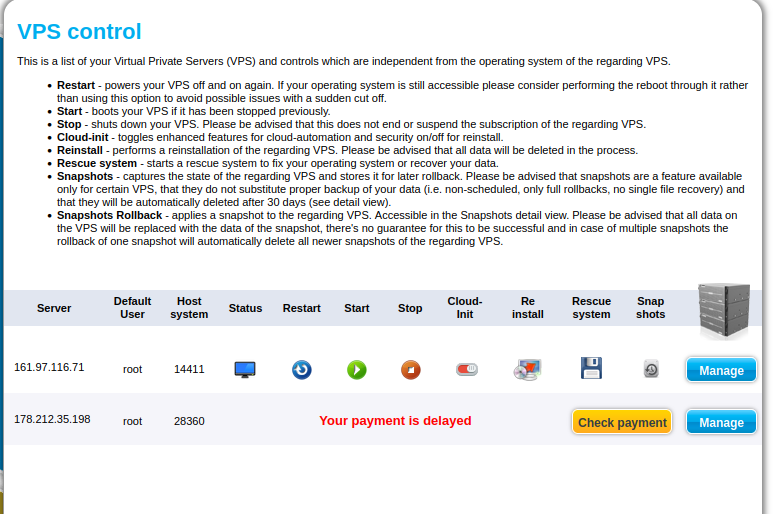 VPS control
This is a list of your Virtual Private Servers (VPS) and controls which are independent from the operating system of the regarding VPS.
• Restart - powers your VPS off and on again. If your operating system is still accessible please consider performing the reboot through it rather
than using this option to avoid possible issues with a sudden cut off.
• Start - boots your VPS if it has been stopped previously.
• Stop - shuts down your VPS. Please be advised that this does not end or suspend the subscription of the regarding VPS.
• Cloud-init - toggles enhanced features for cloud-automation and security on/off for reinstall.
• Reinstall - performs a reinstallation of the regarding VPS. Please be advised that all data will be deleted in the process.
• Rescue system - starts a rescue system to fix your operating system or recover your data.
• Snapshots - captures the state of the regarding VPS and stores it for later rollback. Please be advised that snapshots are a feature available
only for certain VPS, that they do not substitute proper backup of your data (i.e. non-scheduled, only full rollbacks, no single file recovery) and
that they will be automatically deleted after 30 days (see detail view).
• Snapshots Rollback - applies a snapshot to the regarding VPS. Accessible in the Snapshots detail view. Please be advised that all data on
the VPS will be replaced with the data of the snapshot, there's no guarantee for this to be successful and in case of multiple snapshots the
rollback of one snapshot will automatically delete all newer snapshots of the regarding VPS.
Server Default User Host system Status Restart Start Stop Cloud-Init Re install Rescue system Snap shots
161.97.116.71 root 14411 Manage
178.212.35.198 root 28360 Your payment is delayed Check payment Manage